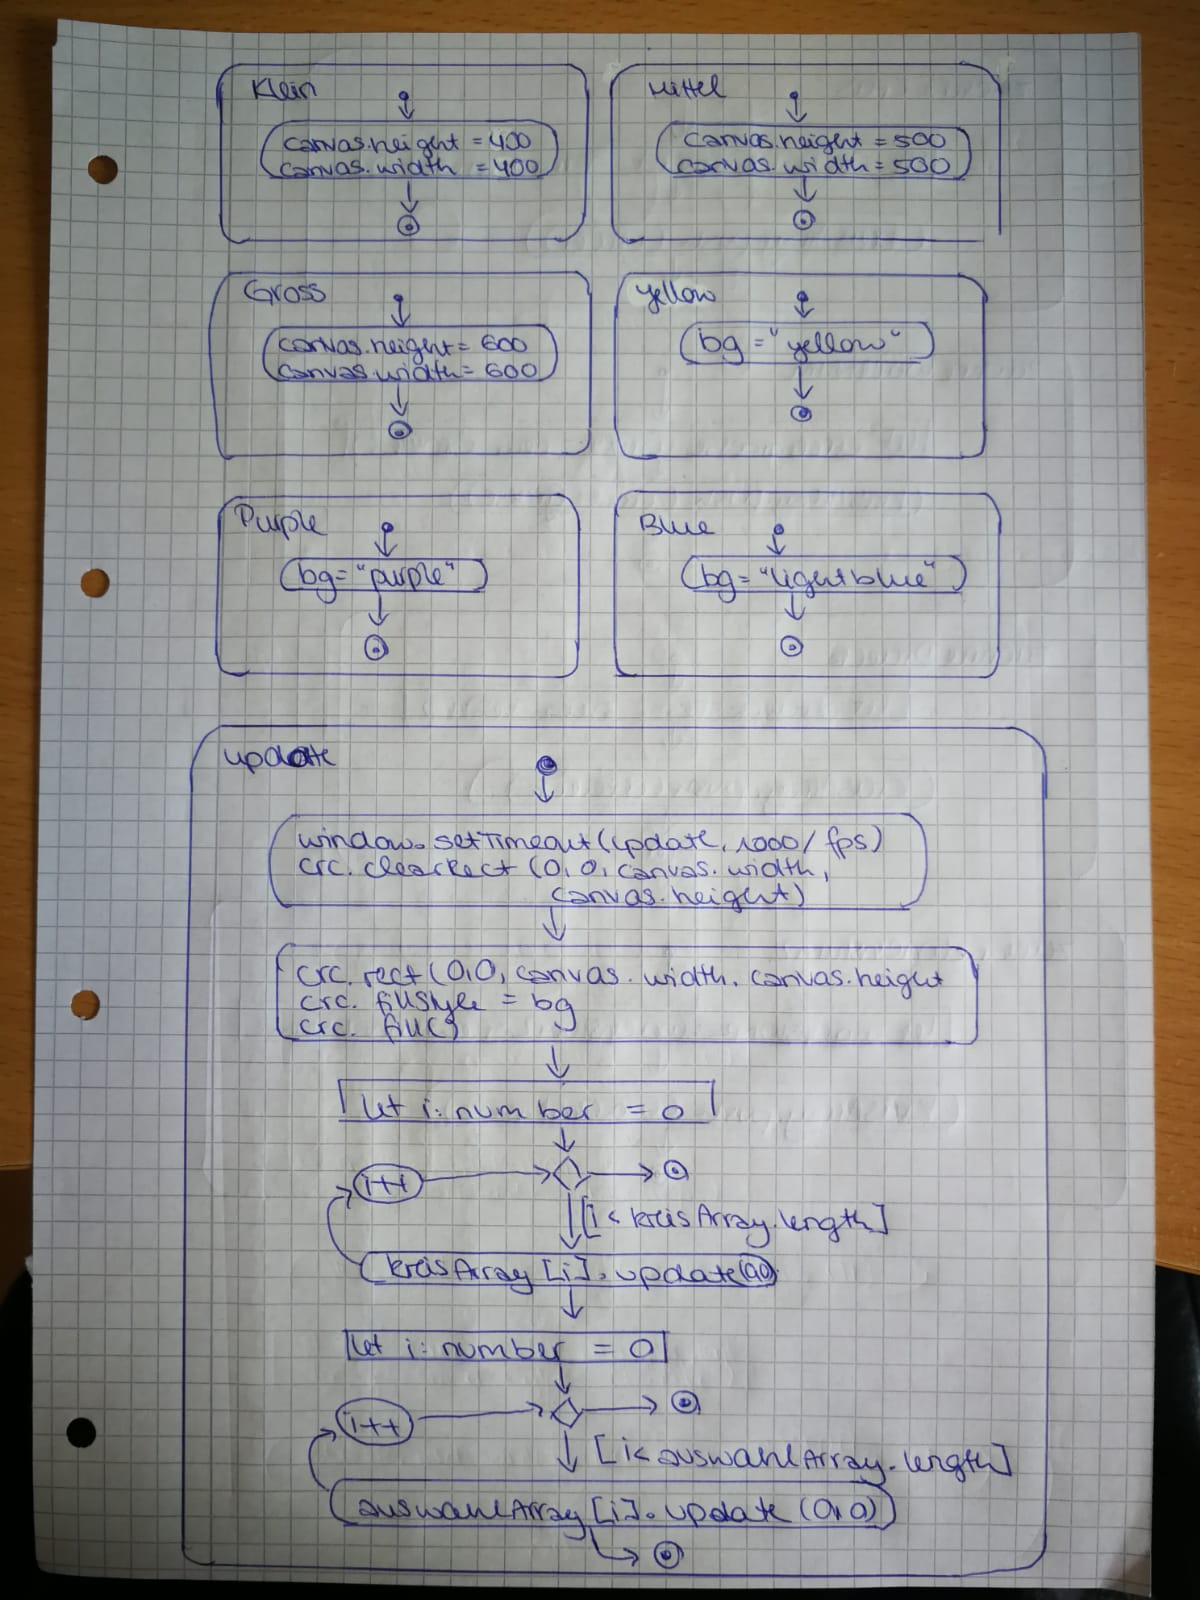 Klein
canvas.height = 400
canvas.width = 400
Mittel
canvas.height = 500
canvas.width = 500
Gross
canvas.height = 600
canvas.width = 600
yellow
bg = "yellow"
Purple
bg = "purple"
Blue
bg = "lightblue"
update
window.setTimeout(update, 1000/fps)
crc.clearRect (0, 0, canvas.width,
canvas.height)
crc.rect(0,0, canvas.width, canvas.height
crc.fillStyle = bg
crc.fill()
let i: number = 0
i++
[i < kreisArray.length]
kreisArray[i].update
let i: number = 0
i++
[i< auswahlArray.length]
auswahlArray[i].update (0,0)